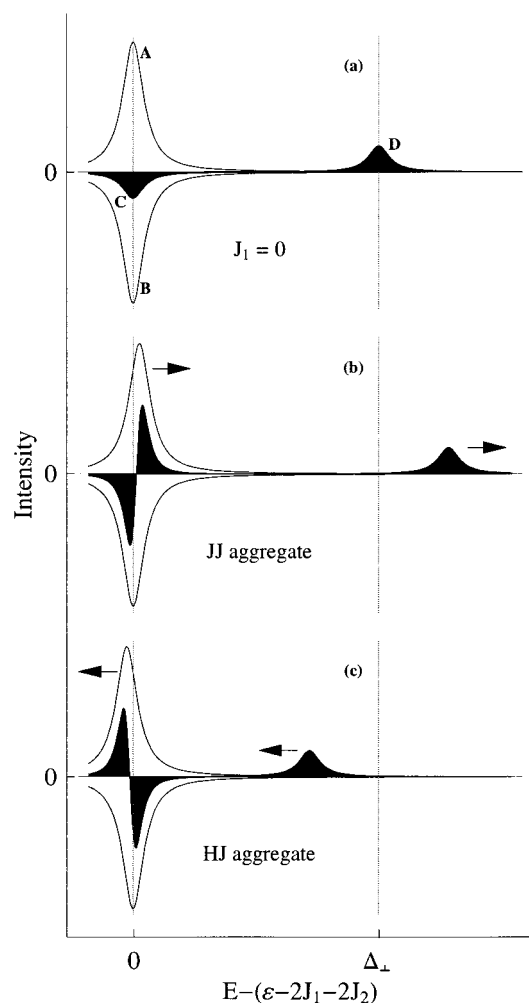 A
(a)
D
0
C
J₁ = 0
B
(b)
Intensity
0
JJ aggregate
(c)
0
HJ aggregate
0
Δ⊥
E−(ε−2J₁−2J₂)